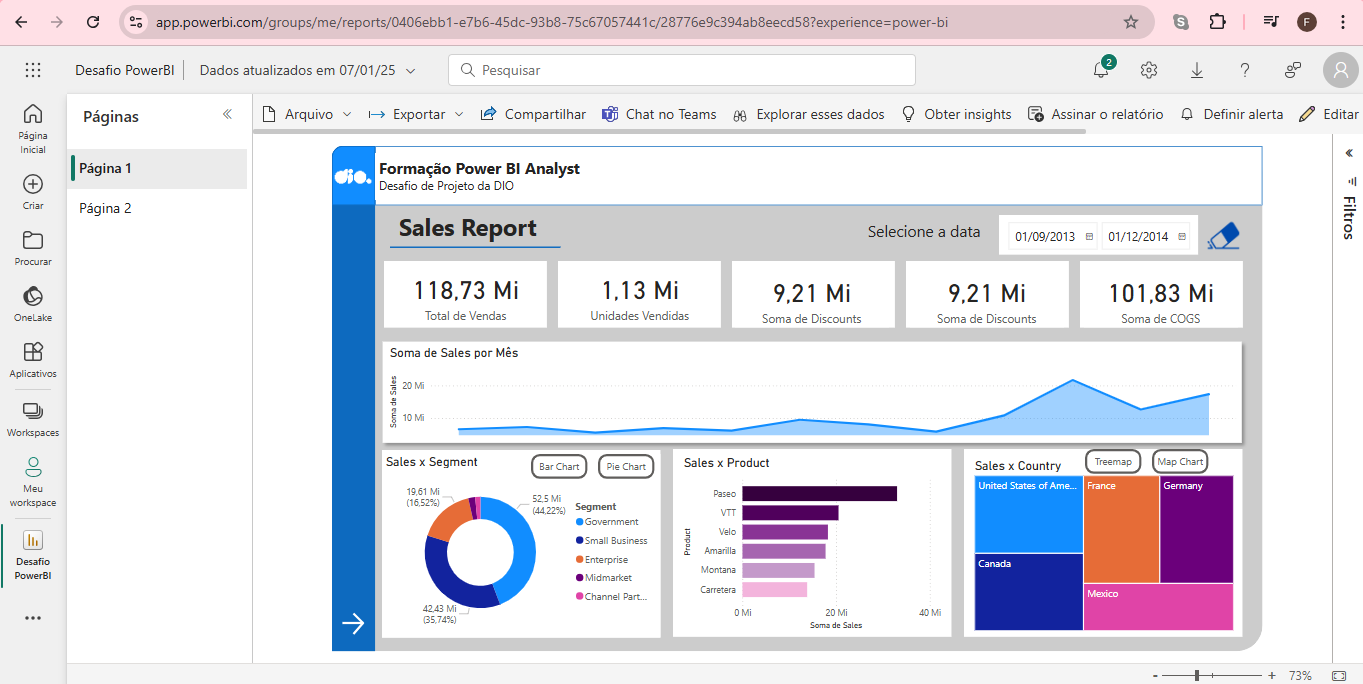 app.powerbi.com/groups/me/reports/0406ebb1-e7b6-45dc-93b8-75c67057441c/28776e9c394ab8eecd58?experience=power-bi
F
Desafio PowerBI
Dados atualizados em 07/01/25
Pesquisar
2
Página Inicial
Criar
Procurar
OneLake
Aplicativos
Workspaces
Meu workspace
Desafio PowerBI
Páginas
Página 1
Página 2
Arquivo
Exportar
Compartilhar
Chat no Teams
Explorar esses dados
Obter insights
Assinar o relatório
Definir alerta
Editar
Filtros
dio.
Formação Power BI Analyst
Desafio de Projeto da DIO
Sales Report
Selecione a data
01/09/2013
01/12/2014
118,73 Mi
Total de Vendas
1,13 Mi
Unidades Vendidas
9,21 Mi
Soma de Discounts
9,21 Mi
Soma de Discounts
101,83 Mi
Soma de COGS
Soma de Sales por Mês
Soma de Sales
20 Mi
10 Mi
Sales x Segment
Bar Chart
Pie Chart
19,61 Mi
(16,52%)
52,5 Mi
(44,22%)
42,43 Mi
(35,74%)
Segment
Government
Small Business
Enterprise
Midmarket
Channel Part...
Sales x Product
Product
Paseo
VTT
Velo
Amarilla
Montana
Carretera
0 Mi
20 Mi
40 Mi
Soma de Sales
Sales x Country
Treemap
Map Chart
United States of Ame...
France
Germany
Canada
Mexico
- + 73%